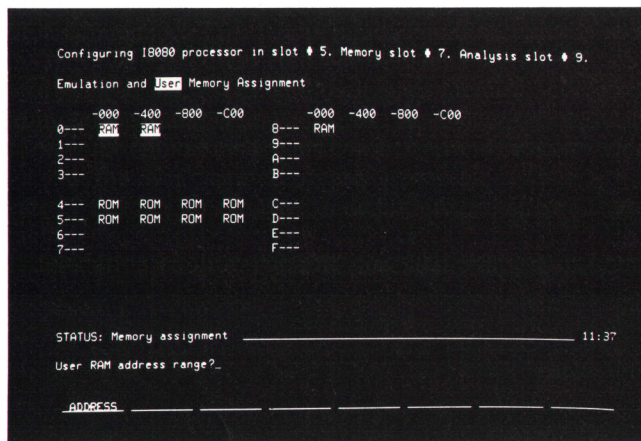 Configuring I8080 processor in slot # 5. Memory slot # 7. Analysis slot # 9.
Emulation and User Memory Assignment
-000 -400 -800 -C00 -000 -400 -800 -C00
0--- RAM RAM 8--- RAM
1--- 9---
2--- A---
3--- B---
4--- ROM ROM ROM ROM C---
5--- ROM ROM ROM ROM D---
6--- E---
7--- F---
STATUS: Memory assignment 11:37
User RAM address range?_
ADDRESS